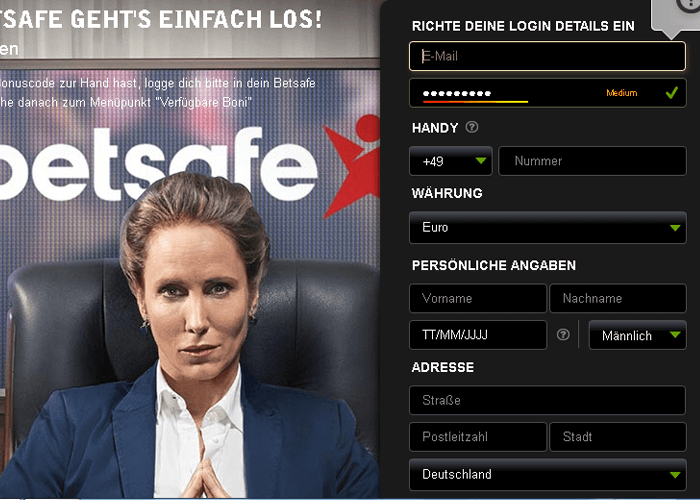 TSAFE GEHT'S EINFACH LOS!
en
onuscode zur Hand hast, logge dich bitte in dein Betsafe
he danach zum Menüpunkt "Verfügbare Boni"
betsafe
RICHTE DEINE LOGIN DETAILS EIN
E-Mail
Medium
HANDY ?
+49 Nummer
WÄHRUNG
Euro
PERSÖNLICHE ANGABEN
Vorname Nachname
TT/MM/JJJJ ? Männlich
ADRESSE
Straße
Postleitzahl Stadt
Deutschland